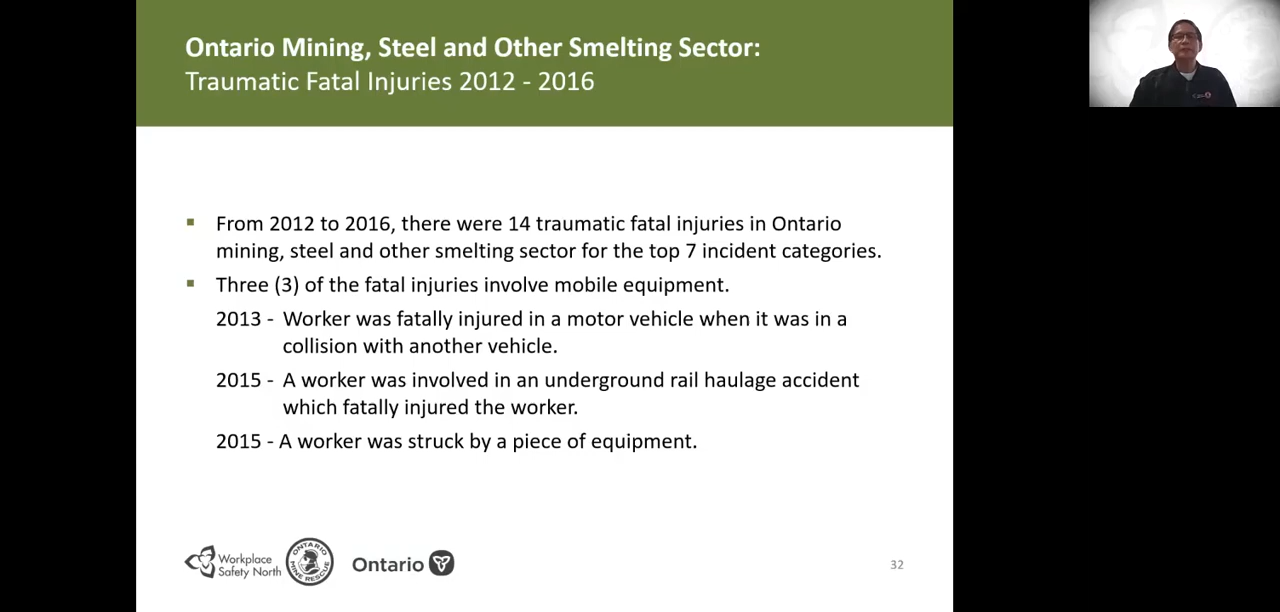 Ontario Mining, Steel and Other Smelting Sector:
Traumatic Fatal Injuries 2012 - 2016
▪ From 2012 to 2016, there were 14 traumatic fatal injuries in Ontario
mining, steel and other smelting sector for the top 7 incident categories.
▪ Three (3) of the fatal injuries involve mobile equipment.
2013 - Worker was fatally injured in a motor vehicle when it was in a
collision with another vehicle.
2015 - A worker was involved in an underground rail haulage accident
which fatally injured the worker.
2015 - A worker was struck by a piece of equipment.
Workplace
Safety North
ONTARIO
MINE RESCUE
Ontario
32